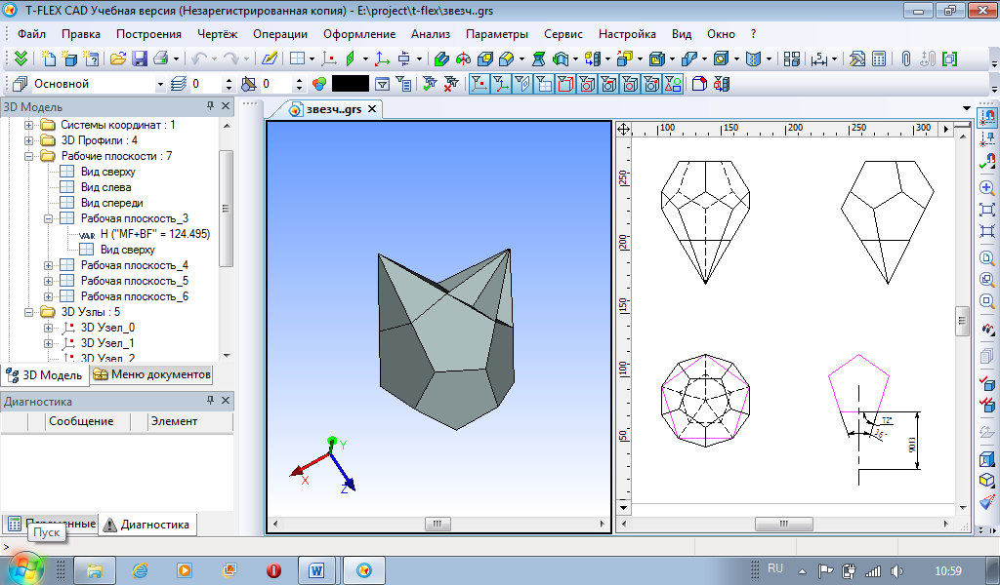 T-FLEX CAD Учебная версия (Незарегистрированная копия) - E:\project\t-flex\звезч..grs
Файл Правка Построения Чертёж Операции Оформление Анализ Параметры Сервис Настройка Вид Окно ?
Основной 0 0
3D Модель
звезч..grs
Системы координат : 1
3D Профили : 4
Рабочие плоскости : 7
Вид сверху
Вид слева
Вид спереди
Рабочая плоскость_3
VAR H ("MF+BF" = 124.495)
Вид сверху
Рабочая плоскость_4
Рабочая плоскость_5
Рабочая плоскость_6
3D Узлы : 5
3D Узел_0
3D Узел_1
3D Узел_2
3D Модель Меню документов
Диагностика
Сообщение Элемент
Переменные Диагностика
Пуск
X Y Z
100 150 200 250 300
250
200
150
100
50
72°
>
RU 10:59